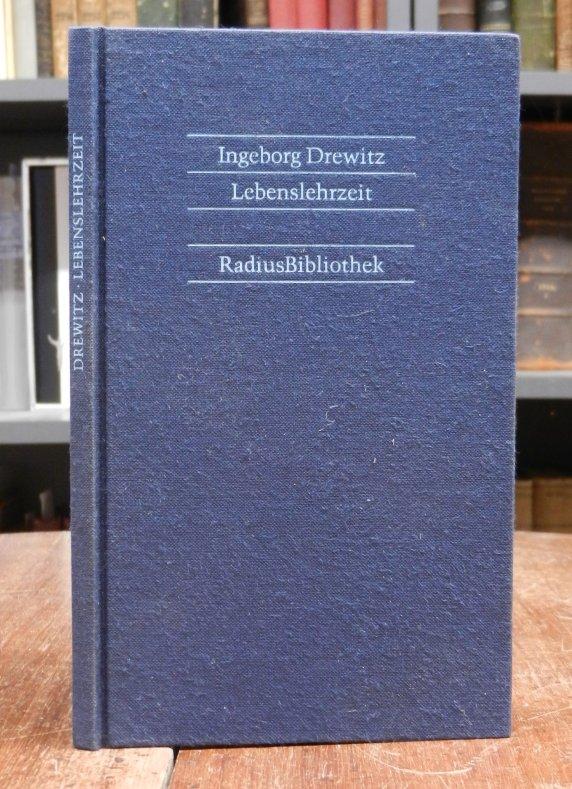 Ingeborg Drewitz
Lebenslehrzeit
RadiusBibliothek
DREWITZ · LEBENSLEHRZEIT